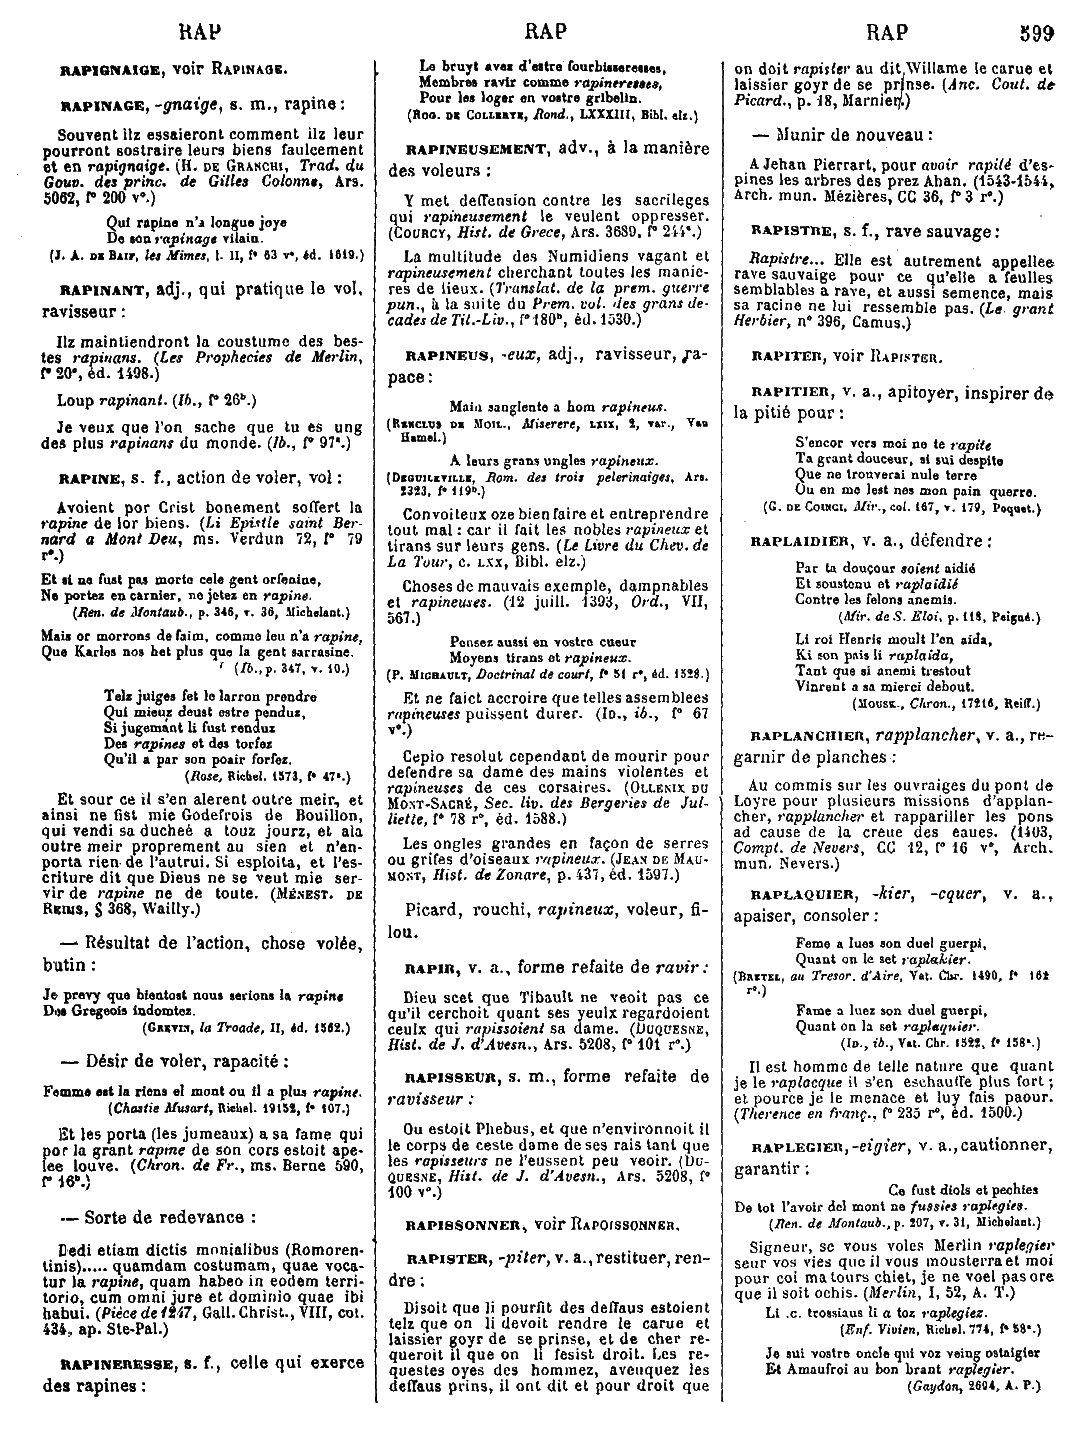 RAP
RAP
RAP
599
RAPIGNAIGE, voir RAPINAGE.
RAPINAGE, -gnaige, s. m., rapine :
Souvent ilz essaieront comment ilz leur
pourront sostraire leurs biens faulcement
et en rapignaige. (H. DE GRANCHI, Trad. du
Gouv. des princ. de Gilles Colonne, Ars.
5062, f° 200 v°.)
Qui rapine n'a longue joye
De son rapinage vilain.
(J. A. DE BAIF, les Mimes, l. II, f° 63 v°, éd. 1619.)
RAPINANT, adj., qui pratique le vol,
ravisseur :
Ilz maintiendront la coustume des bes-
tes rapinans. (Les Prophecies de Merlin,
f° 20ᵃ, éd. 1498.)
Loup rapinant. (Ib., f° 26ᵇ.)
Je veux que l'on sache que tu es ung
des plus rapinans du monde. (Ib., f° 97ᵃ.)
RAPINE, s. f., action de voler, vol :
Avoient por Crist bonement soffert la
rapine de lor biens. (Li Epistle saint Ber-
nard a Mont Deu, ms. Verdun 72, f° 79
r°.)
Et si ne fust pas morte cele gent orfenine,
Ne portez en carnier, ne jetez en rapine.
(Ren. de Montaub., p. 346, v. 36, Michelant.)
Mais or morrons de faim, comme leu n'a rapine,
Que Karles nos het plus que la gent sarrasine.
(Ib., p. 347, v. 10.)
Telz juiges fet le larron prendre
Qui mieuz deust estre penduz,
Si jugemant li fust renduz
Des rapines et des torfez
Qu'il a par son poair forfez.
(Rose, Richel. 1573, f° 47ᵃ.)
Et sour ce il s'en alerent outre meir, et
ainsi ne fist mie Godefrois de Bouillon,
qui vendi sa ducheé a touz jourz, et ala
outre meir proprement au sien et n'en-
porta rien de l'autrui. Si esploita, et l'es-
criture dit que Dieus ne se veut mie ser-
vir de rapine ne de toute. (MÉNEST. DE
REIMS, § 368, Wailly.)
— Résultat de l'action, chose volée,
butin :
Je prevy que bientost nous serions la rapine
Des Gregeois indomtez.
(GREVIN, la Troade, II, éd. 1562.)
— Désir de voler, rapacité :
Femme est la riens el mont ou il a plus rapine.
(Chastie Musart, Richel. 19152, f° 107.)
Et les porta (les jumeaux) a sa fame qui
por la grant rapine de son cors estoit ape-
lee louve. (Chron. de Fr., ms. Berne 590,
f° 16ᵇ.)
— Sorte de redevance :
Dedi etiam dictis monialibus (Romoren-
tinis)..... quamdam costumam, quae voca-
tur la rapine, quam habeo in eodem terri-
torio, cum omni jure et dominio quae ibi
habui. (Pièce de 1247, Gall. Christ., VIII, col.
434, ap. Ste-Pal.)
RAPINERESSE, s. f., celle qui exerce
des rapines :
Le bruyt avez d'estre fourbisseresses,
Membres ravir comme rapineresses,
Pour les loger en vostre gribelin.
(ROG. DE COLLERYE, Rond., LXXXIII, Bibl. elz.)
RAPINEUSEMENT, adv., à la manière
des voleurs :
Y met deffension contre les sacrileges
qui rapineusement le veulent oppresser.
(COURCY, Hist. de Grece, Ars. 3689, f° 244ᵃ.)
La multitude des Numidiens vagant et
rapineusement cherchant toutes les manie-
res de lieux. (Translat. de la prem. guerre
pun., à la suite du Prem. vol. des grans de-
cades de Tit.-Liv., f° 180ᵇ, éd. 1530.)
RAPINEUS, -eux, adj., ravisseur, ra-
pace :
Main sanglente a hom rapineus.
(RENCLUS DE MOIL., Miserere, LXIX, 2, var., Van
Hamel.)
A leurs grans ungles rapineux.
(DEGUILEVILLE, Rom. des trois pelerinaiges, Ars.
2323, f° 119ᵇ.)
Convoiteux oze bien faire et entreprendre
tout mal : car il fait les nobles rapineux et
tirans sur leurs gens. (Le Livre du Chev. de
La Tour, c. LXX, Bibl. elz.)
Choses de mauvais exemple, dampnables
et rapineuses. (12 juill. 1393, Ord., VII,
567.)
Pensez aussi en vostre cueur
Moyens tirans et rapineux.
(P. MICHAULT, Doctrinal de court, f° 51 r°, éd. 1528.)
Et ne faict accroire que telles assemblees
rapineuses puissent durer. (ID., ib., f° 67
v°.)
Cepio resolut cependant de mourir pour
defendre sa dame des mains violentes et
rapineuses de ces corsaires. (OLLENIX DU
MONT-SACRÉ, Sec. liv. des Bergeries de Jul-
liette, f° 78 r°, éd. 1588.)
Les ongles grandes en façon de serres
ou grifes d'oiseaux rapineux. (JEAN DE MAU-
MONT, Hist. de Zonare, p. 437, éd. 1597.)
Picard, rouchi, rapineux, voleur, fi-
lou.
RAPIR, v. a., forme refaite de ravir :
Dieu scet que Tibault ne veoit pas ce
qu'il cerchoit quant ses yeulx regardoient
ceulx qui rapissoient sa dame. (DUQUESNE,
Hist. de J. d'Avesn., Ars. 5208, f° 101 r°.)
RAPISSEUR, s. m., forme refaite de
ravisseur :
Ou estoit Phebus, et que n'environnoit il
le corps de ceste dame de ses rais tant que
les rapisseurs ne l'eussent peu veoir. (DU-
QUESNE, Hist. de J. d'Avesn., Ars. 5208, f°
100 v°.)
RAPISSONNER, voir RAPOISSONNER.
RAPISTER, -piter, v. a., restituer, ren-
dre :
Disoit que li pourfit des deffaus estoient
telz que on li devoit rendre le carue et
laissier goyr de se prinse, et de cher re-
queroit il que on li fesist droit. Les re-
questes oyes des hommez, aveuquez les
deffaus prins, il ont dit et pour droit que
on doit rapister au dit Willame le carue et
laissier goyr de se prinse. (Anc. Cout. de
Picard., p. 18, Marnier.)
— Munir de nouveau :
A Jehan Pierrart, pour avoir rapité d'es-
pines les arbres des prez Ahan. (1543-1544,
Arch. mun. Mézières, CC 36, f° 3 r°.)
RAPISTRE, s. f., rave sauvage :
Rapistre... Elle est autrement appellee
rave sauvaige pour ce qu'elle a feulles
semblables a rave, et aussi semence, mais
sa racine ne lui ressemble pas. (Le grant
Herbier, n° 396, Camus.)
RAPITER, voir RAPISTER.
RAPITIER, v. a., apitoyer, inspirer de
la pitié pour :
S'encor vers moi ne te rapite
Ta grant douceur, si sui despite
Que ne trouverai nule terre
Ou en me lest nes mon pain querre.
(G. DE COINCI, Mir., col. 167, v. 179, Poquet.)
RAPLAIDIER, v. a., défendre :
Par ta douçour soient aidié
Et soustenu et raplaidié
Contre les felons anemis.
(Mir. de S. Eloi, p. 118, Peigné.)
Li roi Henris moult l'en aida,
Ki son pais li raplaida,
Tant que si anemi trestout
Vinrent a sa mierci debout.
(MOUSK., Chron., 17216, Reiff.)
RAPLANCHIER, rapplancher, v. a., re-
garnir de planches :
Au commis sur les ouvraiges du pont de
Loyre pour plusieurs missions d'applan-
cher, rapplancher et rappariller les pons
ad cause de la creue des eaues. (1403,
Compt. de Nevers, CC 12, f° 16 v°, Arch.
mun. Nevers.)
RAPLAQUIER, -kier, -cquer, v. a.,
apaiser, consoler :
Feme a lues son duel guerpi,
Quant on le set raplakier.
(BRETEL, au Tresor. d'Aire, Vat. Chr. 1490, f° 162
r°.)
Fame a luez son duel guerpi,
Quant on la set raplaquier.
(ID., ib., Vat. Chr. 1522, f° 158ᵃ.)
Il est homme de telle nature que quant
je le raplacque il s'en eschauffe plus fort ;
et pource je le menace et luy fais paour.
(Therence en franç., f° 235 r°, éd. 1500.)
RAPLEGIER, -eigier, v. a., cautionner,
garantir :
Ce fust diols et pechies
De tot l'avoir del mont ne fussies raplegies.
(Ren. de Montaub., p. 207, v. 31, Michelant.)
Signeur, se vous voles Merlin raplegier
seur vos vies que il vous mousterra et moi
pour coi ma tours chiet, je ne voel pas ore
que il soit ochis. (Merlin, I, 52, A. T.)
Li .c. trossiaus li a toz raplegiez.
(Enf. Vivien, Richel. 774, f° 58ᵃ.)
Je sui vostre oncle qui voz veing ostaigier
Et Amaufroi au bon brant raplegier.
(Gaydon, 2694, A. P.)